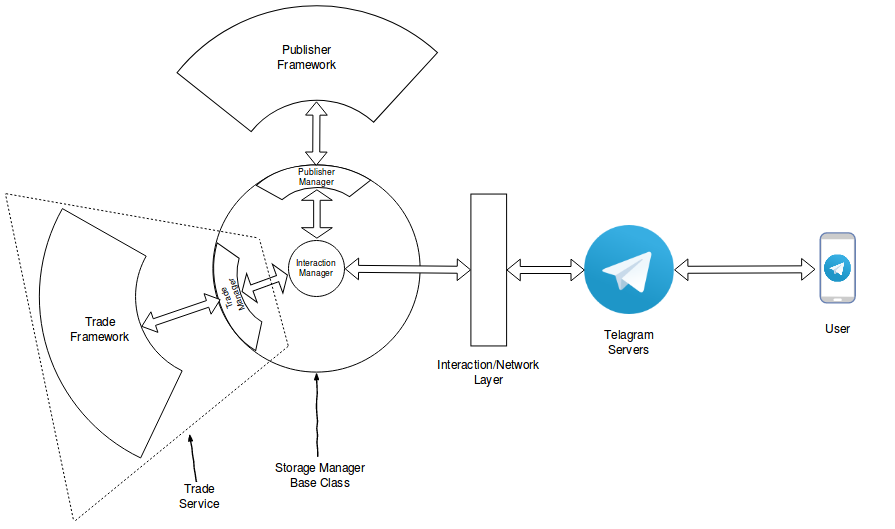 Publisher
Framework
Publisher
Manager
Interaction
Manager
Trade
Manager
Trade
Framework
Interaction/Network
Layer
Telagram
Servers
User
Storage Manager
Base Class
Trade
Service